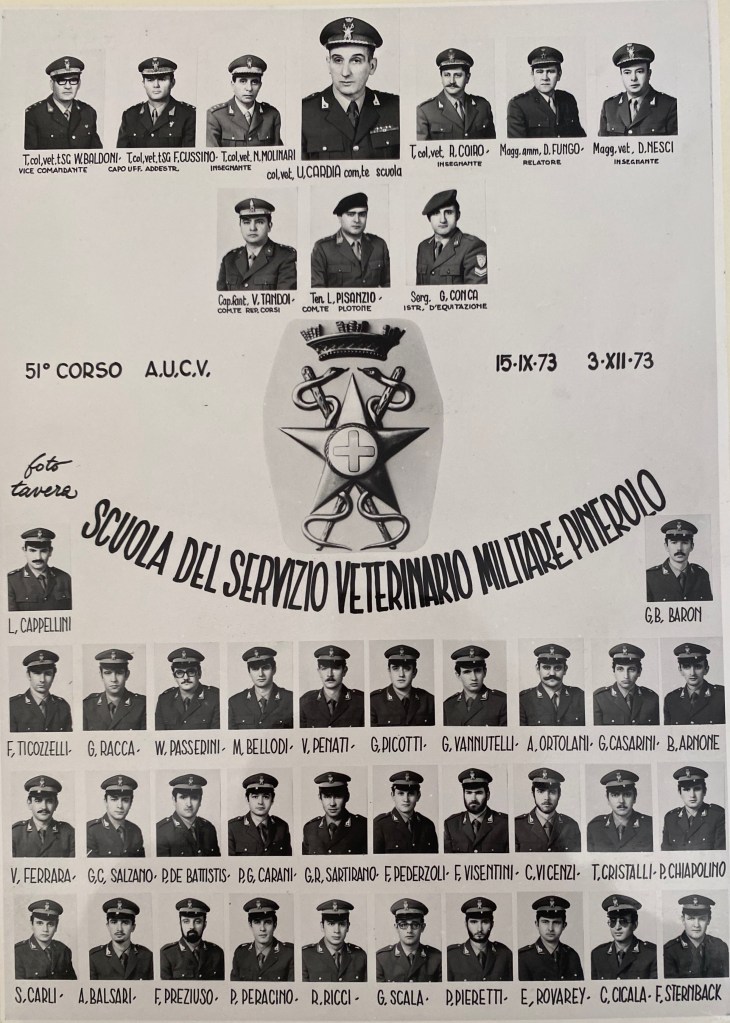 T,col,vet,tSG W.BALDONI- T,col,vet,tSG F,GUSSINO- T,col,vet, N,MOLINARI col,vet, U,CARDIA com,te scuola T,col,vet, R,COIRO- Magg,amm, D,FUNGO- Magg,vet, D,NESCI
VICE COMANDANTE CAPO UFF. ADDESTR, INSEGNANTE INSEGNANTE RELATORE INSEGNANTE
Cap,fant, V,TANDOI- Ten, L,PISANZIO- Serg, G,CONCA
COM.TE REP, CORSI COM,TE PLOTONE ISTR, D'EQUITAZIONE
51° CORSO A,U,C,V, 15-IX-73 3-XII-73
foto
tavera
SCUOLA DEL SERVIZIO VETERINARIO MILITARE, PINEROLO
L, CAPPELLINI G,B, BARON
F, TICOZZELLI- G, RACCA- W. PASSERINI- M, BELLODI- V, PENATI- G,PICOTTI- G, VANNUTELLI- A, ORTOLANI- G, CASARINI- B, ARNONE
V, FERRARA- G,C, SALZANO- P, DE BATTISTIS- P,G, CARANI- G,R, SARTIRANO- F, PEDERZOLI- F, VISENTINI- C, VICENZI- T, CRISTALLI- P, CHIAPOLINO
S, CARLI- A, BALSARI- F, PREZIUSO- P, PERACINO- R, RICCI- G, SCALA- P, PIERETTI- E, ROVAREY- C, CICALA- F, STERNBACK